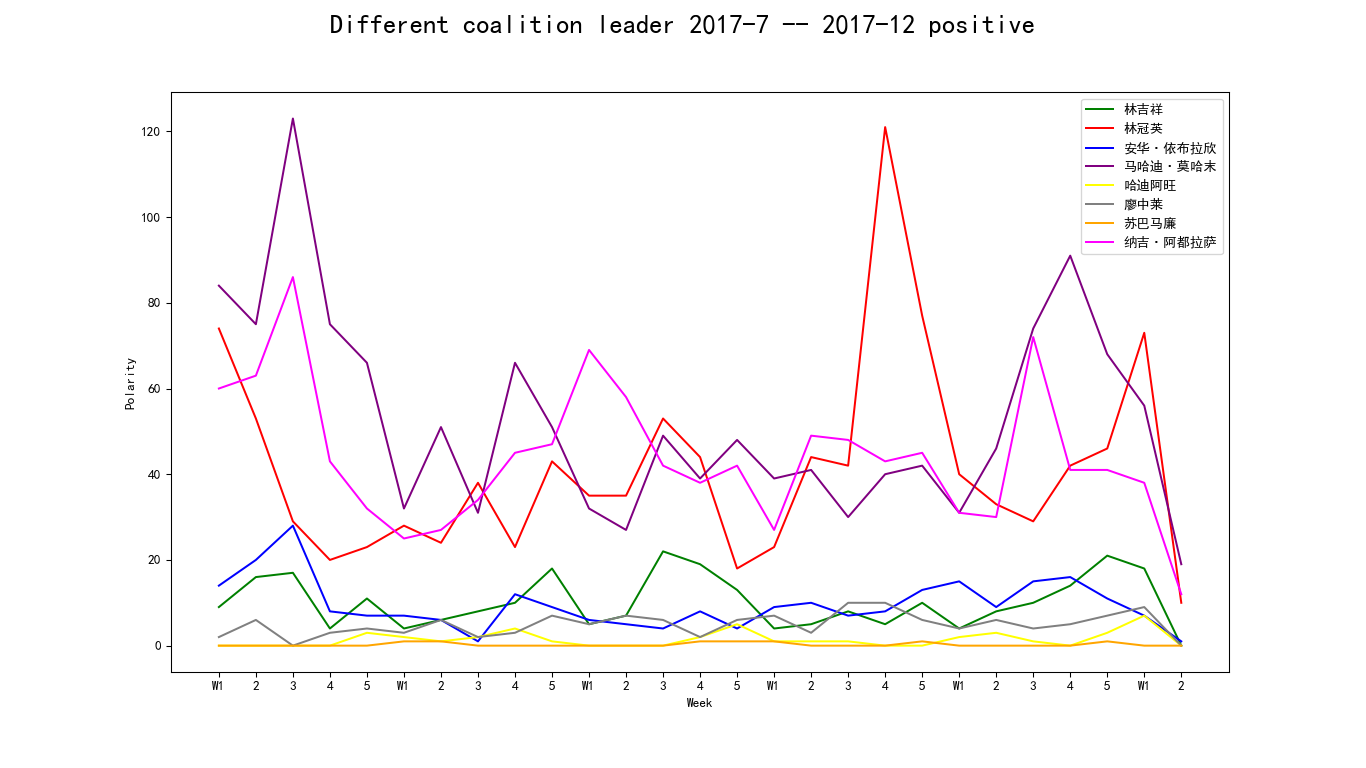 Different coalition leader 2017-7 -- 2017-12 positive
林吉祥
林冠英
安华·依布拉欣
马哈迪·莫哈末
哈迪阿旺
廖中莱
苏巴马廉
纳吉·阿都拉萨
120
100
80
60
40
20
0
Polarity
W1 2 3 4 5 W1 2 3 4 5 W1 2 3 4 5 W1 2 3 4 5 W1 2 3 4 5 W1 2
Week